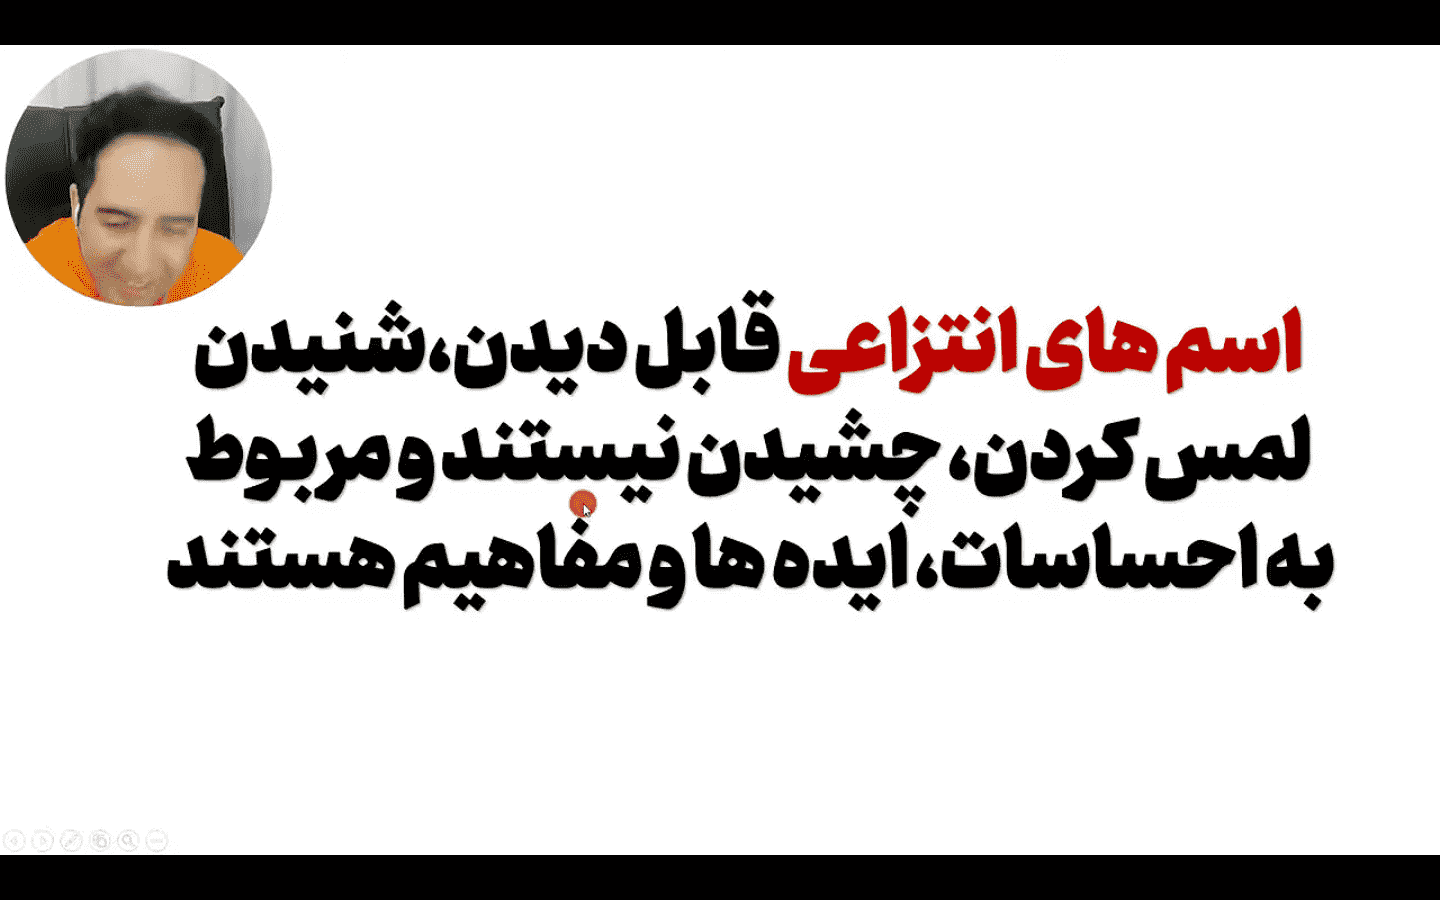 اسم های انتزاعی قابل دیدن،شنیدن
لمس کردن، چشیدن نیستند و مربوط
به احساسات، ایده ها و مفاهیم هستند